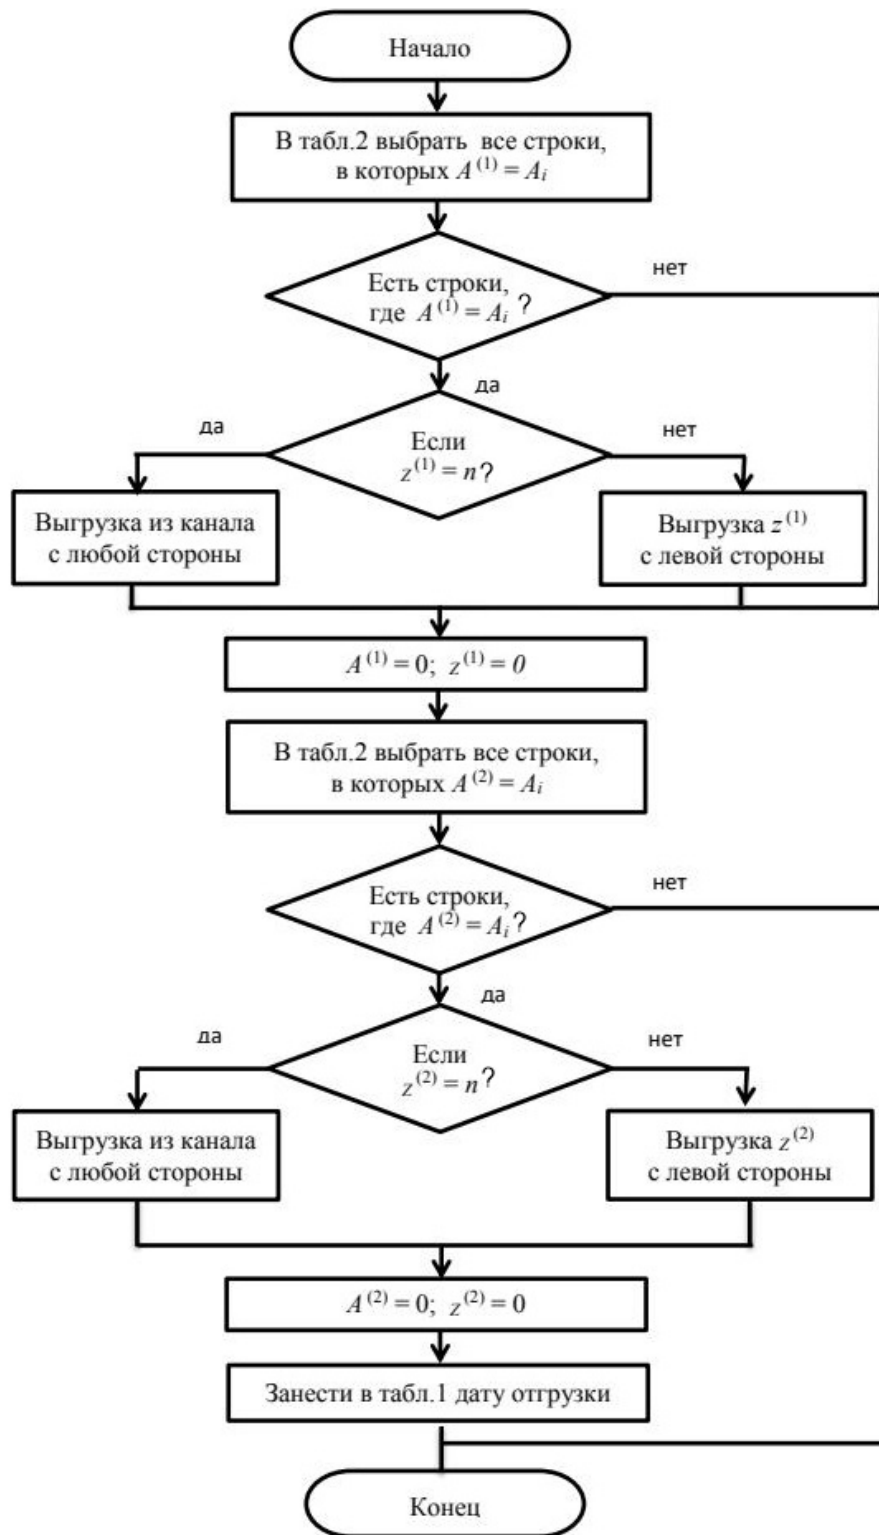 Начало
В табл.2 выбрать все строки,
в которых A⁽¹⁾ = Aᵢ
Есть строки,
где A⁽¹⁾ = Aᵢ ?
нет
да
Если
z⁽¹⁾ = n?
да
нет
Выгрузка из канала
с любой стороны
Выгрузка z⁽¹⁾
с левой стороны
A⁽¹⁾ = 0; z⁽¹⁾ = 0
В табл.2 выбрать все строки,
в которых A⁽²⁾ = Aᵢ
Есть строки,
где A⁽²⁾ = Aᵢ?
нет
да
Если
z⁽²⁾ = n?
да
нет
Выгрузка из канала
с любой стороны
Выгрузка z⁽²⁾
с левой стороны
A⁽²⁾ = 0; z⁽²⁾ = 0
Занести в табл.1 дату отгрузки
Конец